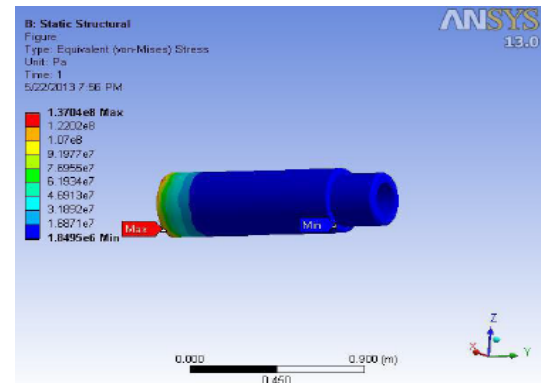 B: Static Structural
Figure
Type: Equivalent (von-Mises) Stress
Unit: Pa
Time: 1
5/22/2013 7:56 PM
1.3704e8 Max
1.2202e8
1.07e8
9.1977e7
7.6955e7
6.1934e7
4.6913e7
3.1892e7
1.6871e7
1.8495e6 Min
ANSYS
13.0
Max
Min
Z
X
Y
0.000
0.900 (m)
0.450